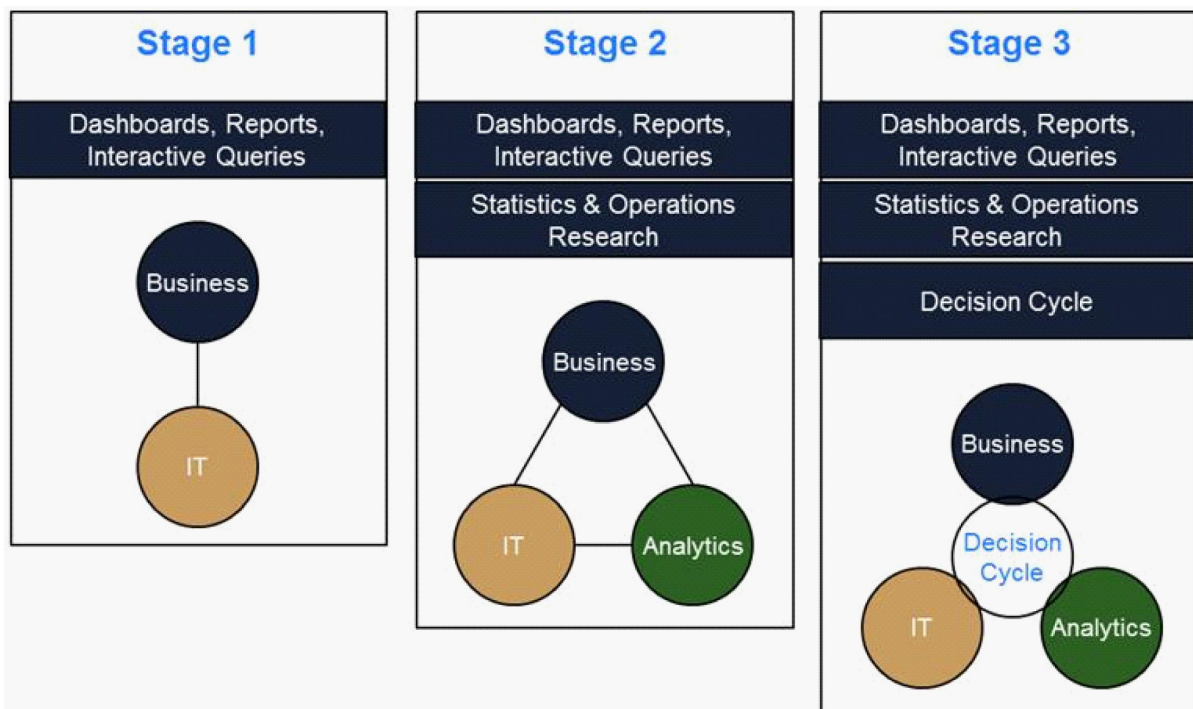 Stage 1
Dashboards, Reports,
Interactive Queries
Business
IT
Stage 2
Dashboards, Reports,
Interactive Queries
Statistics & Operations
Research
Business
IT
Analytics
Stage 3
Dashboards, Reports,
Interactive Queries
Statistics & Operations
Research
Decision Cycle
Business
Decision
Cycle
IT
Analytics